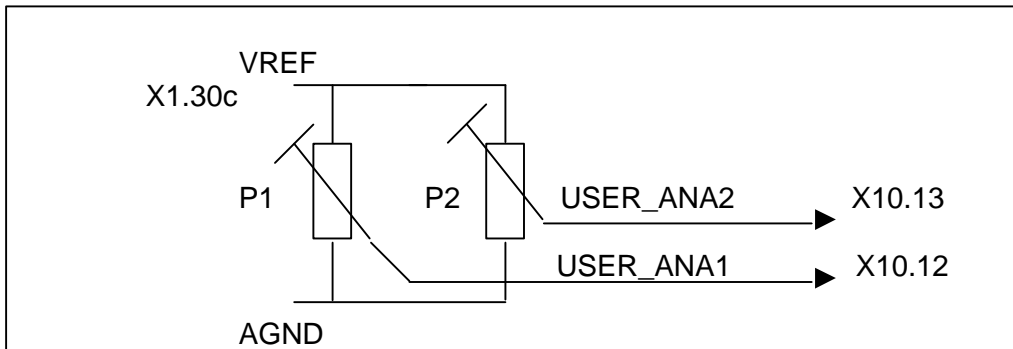 VREF
X1.30c
P1
P2
USER_ANA2
X10.13
USER_ANA1
X10.12
AGND